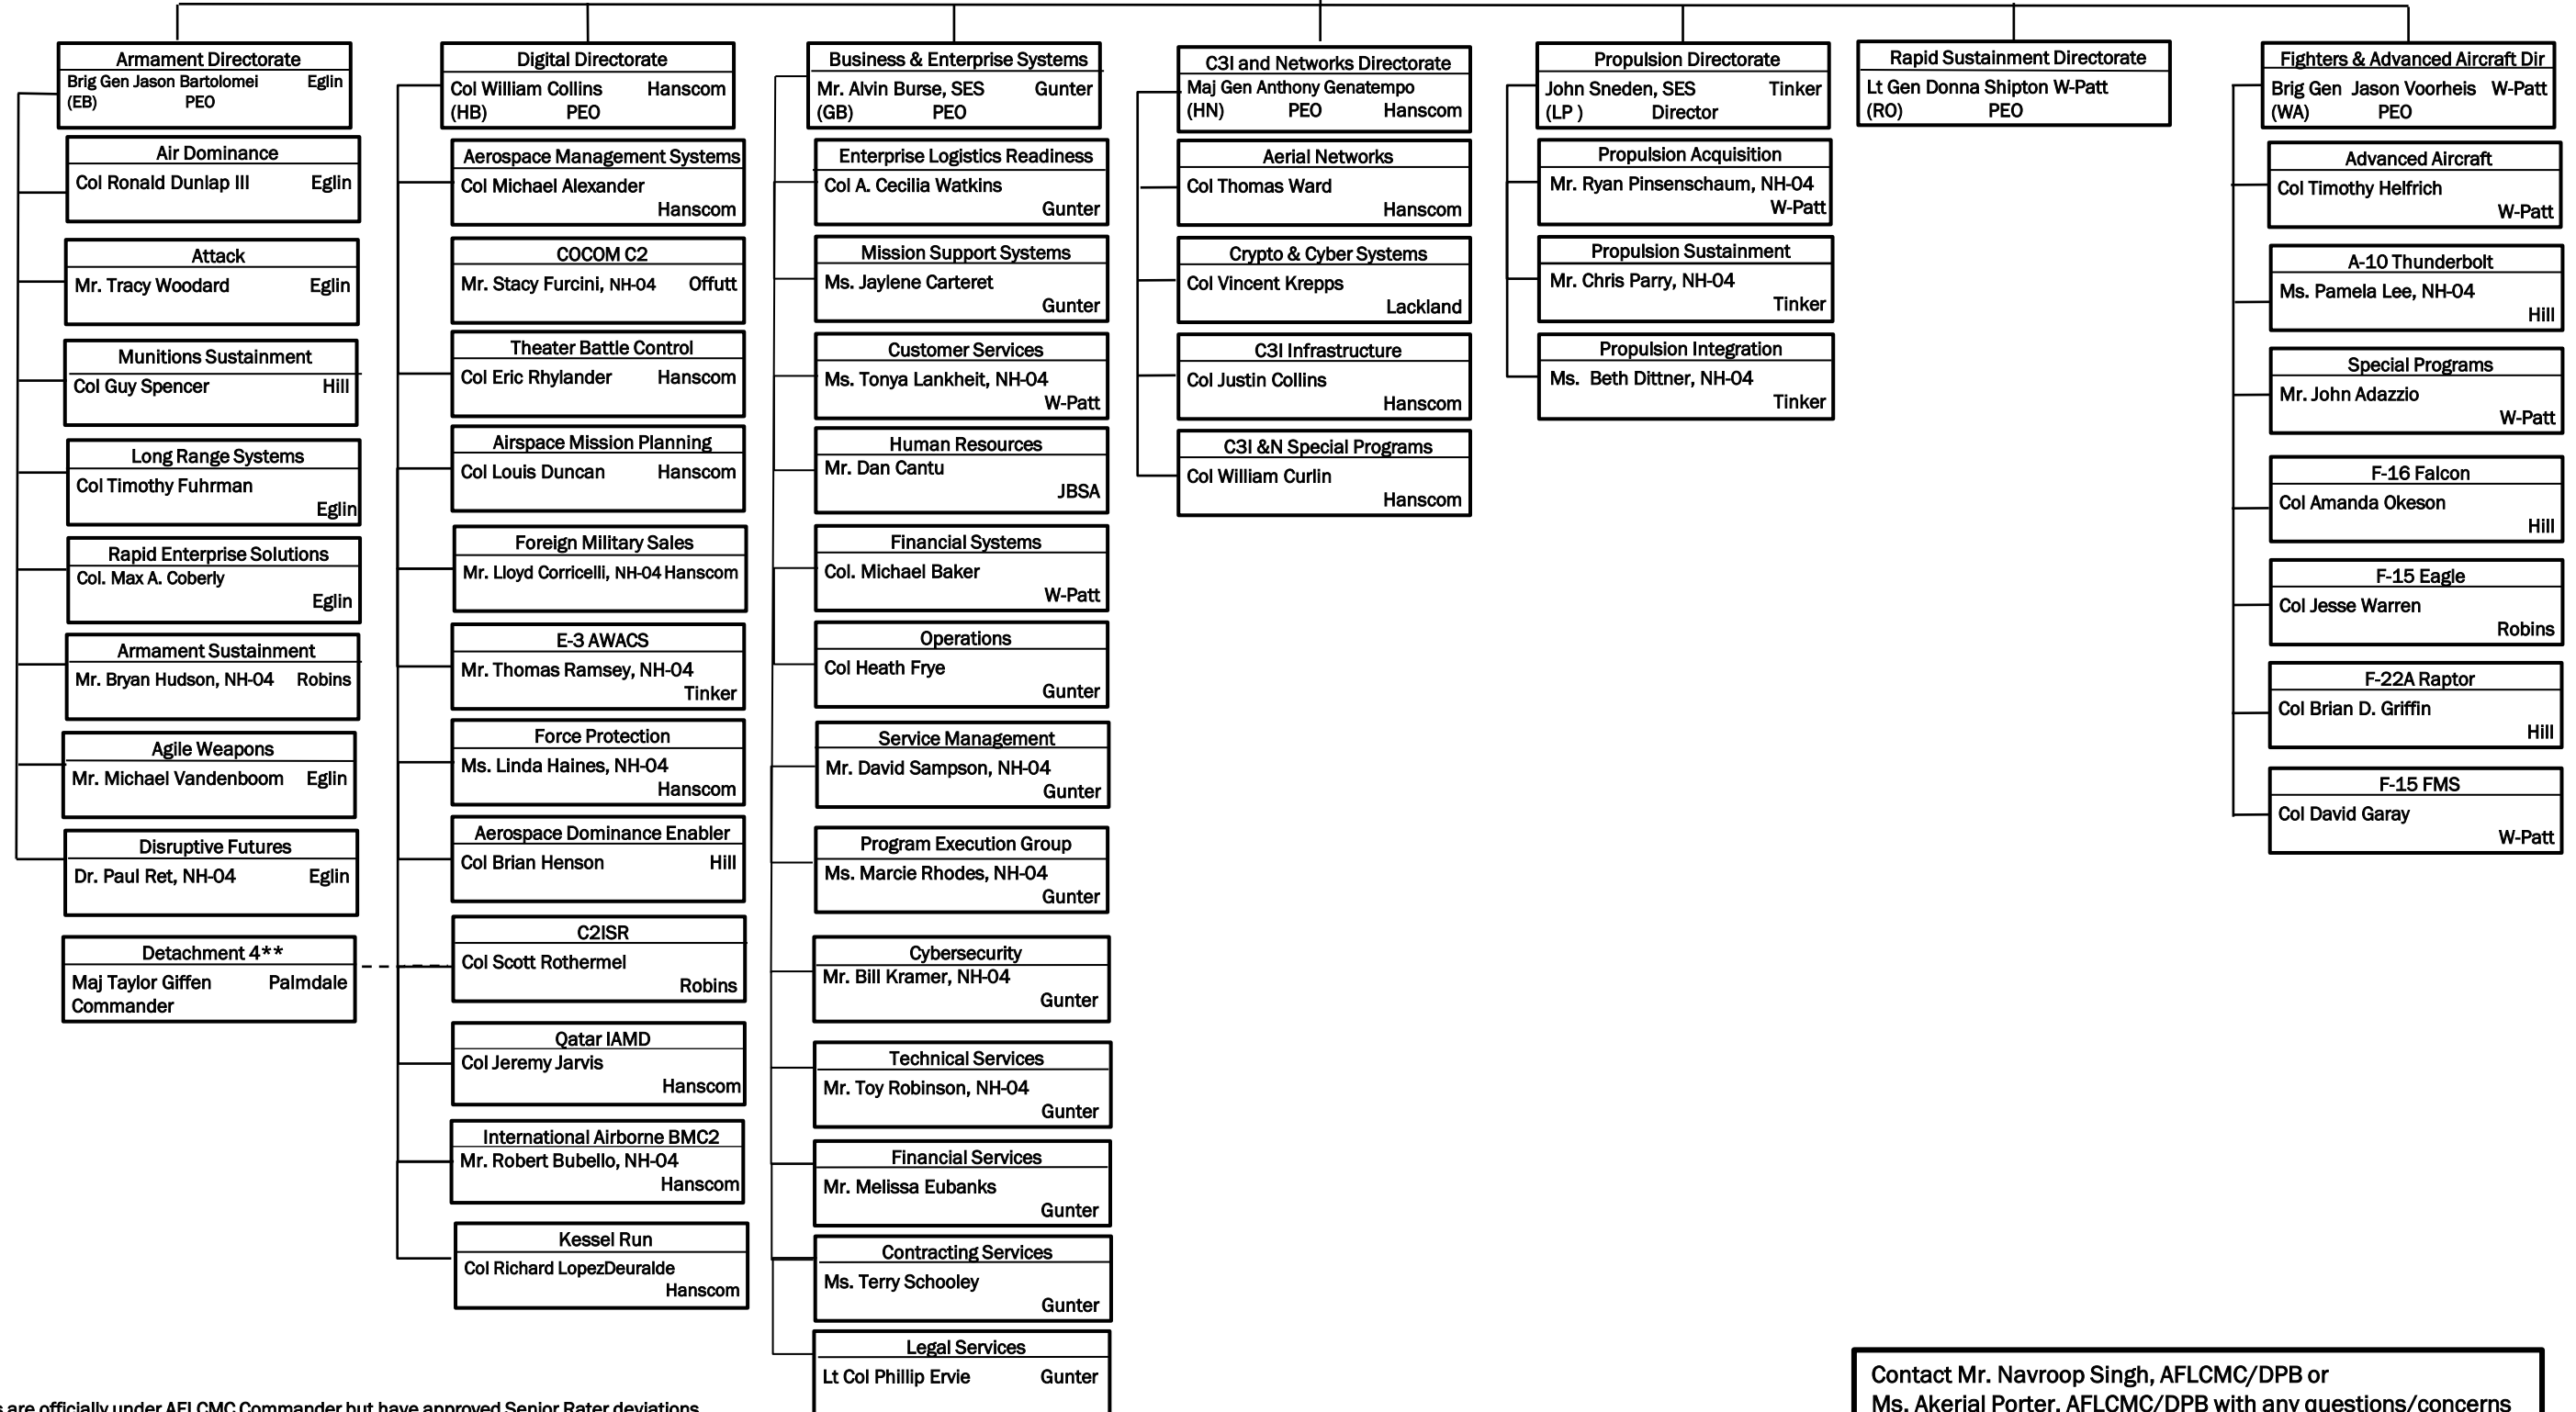 Armament Directorate
Brig Gen Jason Bartolomei Eglin
(EB) PEO
Air Dominance
Col Ronald Dunlap III Eglin
Attack
Mr. Tracy Woodard Eglin
Munitions Sustainment
Col Guy Spencer Hill
Long Range Systems
Col Timothy Fuhrman
Eglin
Rapid Enterprise Solutions
Col. Max A. Coberly
Eglin
Armament Sustainment
Mr. Bryan Hudson, NH-04 Robins
Agile Weapons
Mr. Michael Vandenboom Eglin
Disruptive Futures
Dr. Paul Ret, NH-04 Eglin
Detachment 4**
Maj Taylor Giffen Palmdale
Commander
Digital Directorate
Col William Collins Hanscom
(HB) PEO
Aerospace Management Systems
Col Michael Alexander
Hanscom
COCOM C2
Mr. Stacy Furcini, NH-04 Offutt
Theater Battle Control
Col Eric Rhylander Hanscom
Airspace Mission Planning
Col Louis Duncan Hanscom
Foreign Military Sales
Mr. Lloyd Corricelli, NH-04 Hanscom
E-3 AWACS
Mr. Thomas Ramsey, NH-04
Tinker
Force Protection
Ms. Linda Haines, NH-04
Hanscom
Aerospace Dominance Enabler
Col Brian Henson Hill
C2ISR
Col Scott Rothermel
Robins
Qatar IAMD
Col Jeremy Jarvis
Hanscom
International Airborne BMC2
Mr. Robert Bubello, NH-04
Hanscom
Kessel Run
Col Richard LopezDeuralde
Hanscom
Business & Enterprise Systems
Mr. Alvin Burse, SES Gunter
(GB) PEO
Enterprise Logistics Readiness
Col A. Cecilia Watkins
Gunter
Mission Support Systems
Ms. Jaylene Carteret
Gunter
Customer Services
Ms. Tonya Lankheit, NH-04
W-Patt
Human Resources
Mr. Dan Cantu
JBSA
Financial Systems
Col. Michael Baker
W-Patt
Operations
Col Heath Frye
Gunter
Service Management
Mr. David Sampson, NH-04
Gunter
Program Execution Group
Ms. Marcie Rhodes, NH-04
Gunter
Cybersecurity
Mr. Bill Kramer, NH-04
Gunter
Technical Services
Mr. Toy Robinson, NH-04
Gunter
Financial Services
Mr. Melissa Eubanks
Gunter
Contracting Services
Ms. Terry Schooley
Gunter
Legal Services
Lt Col Phillip Ervie Gunter
C3I and Networks Directorate
Maj Gen Anthony Genatempo
(HN) PEO Hanscom
Aerial Networks
Col Thomas Ward
Hanscom
Crypto & Cyber Systems
Col Vincent Krepps
Lackland
C3I Infrastructure
Col Justin Collins
Hanscom
C3I &N Special Programs
Col William Curlin
Hanscom
Propulsion Directorate
John Sneden, SES Tinker
(LP ) Director
Propulsion Acquisition
Mr. Ryan Pinsenschaum, NH-04
W-Patt
Propulsion Sustainment
Mr. Chris Parry, NH-04
Tinker
Propulsion Integration
Ms. Beth Dittner, NH-04
Tinker
Rapid Sustainment Directorate
Lt Gen Donna Shipton W-Patt
(RO) PEO
Fighters & Advanced Aircraft Dir
Brig Gen Jason Voorheis W-Patt
(WA) PEO
Advanced Aircraft
Col Timothy Helfrich
W-Patt
A-10 Thunderbolt
Ms. Pamela Lee, NH-04
Hill
Special Programs
Mr. John Adazzio
W-Patt
F-16 Falcon
Col Amanda Okeson
Hill
F-15 Eagle
Col Jesse Warren
Robins
F-22A Raptor
Col Brian D. Griffin
Hill
F-15 FMS
Col David Garay
W-Patt
are officially under AFLCMC Commander but have approved Senior Rater deviations
Contact Mr. Navroop Singh, AFLCMC/DPB or
Ms. Akerial Porter, AFLCMC/DPB with any questions/concerns